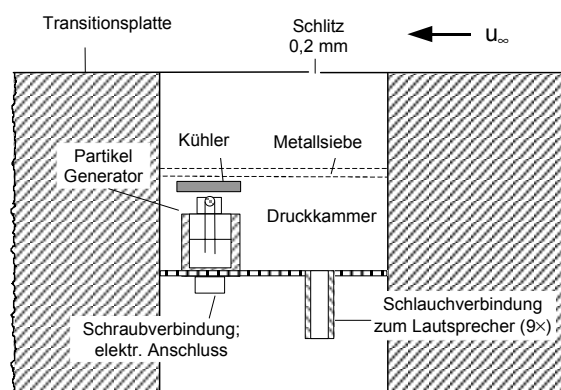 Transitionsplatte
Schlitz
0,2 mm
u∞
Kühler
Metallsiebe
Partikel
Generator
Druckkammer
Schraubverbindung;
elektr. Anschluss
Schlauchverbindung
zum Lautsprecher (9×)